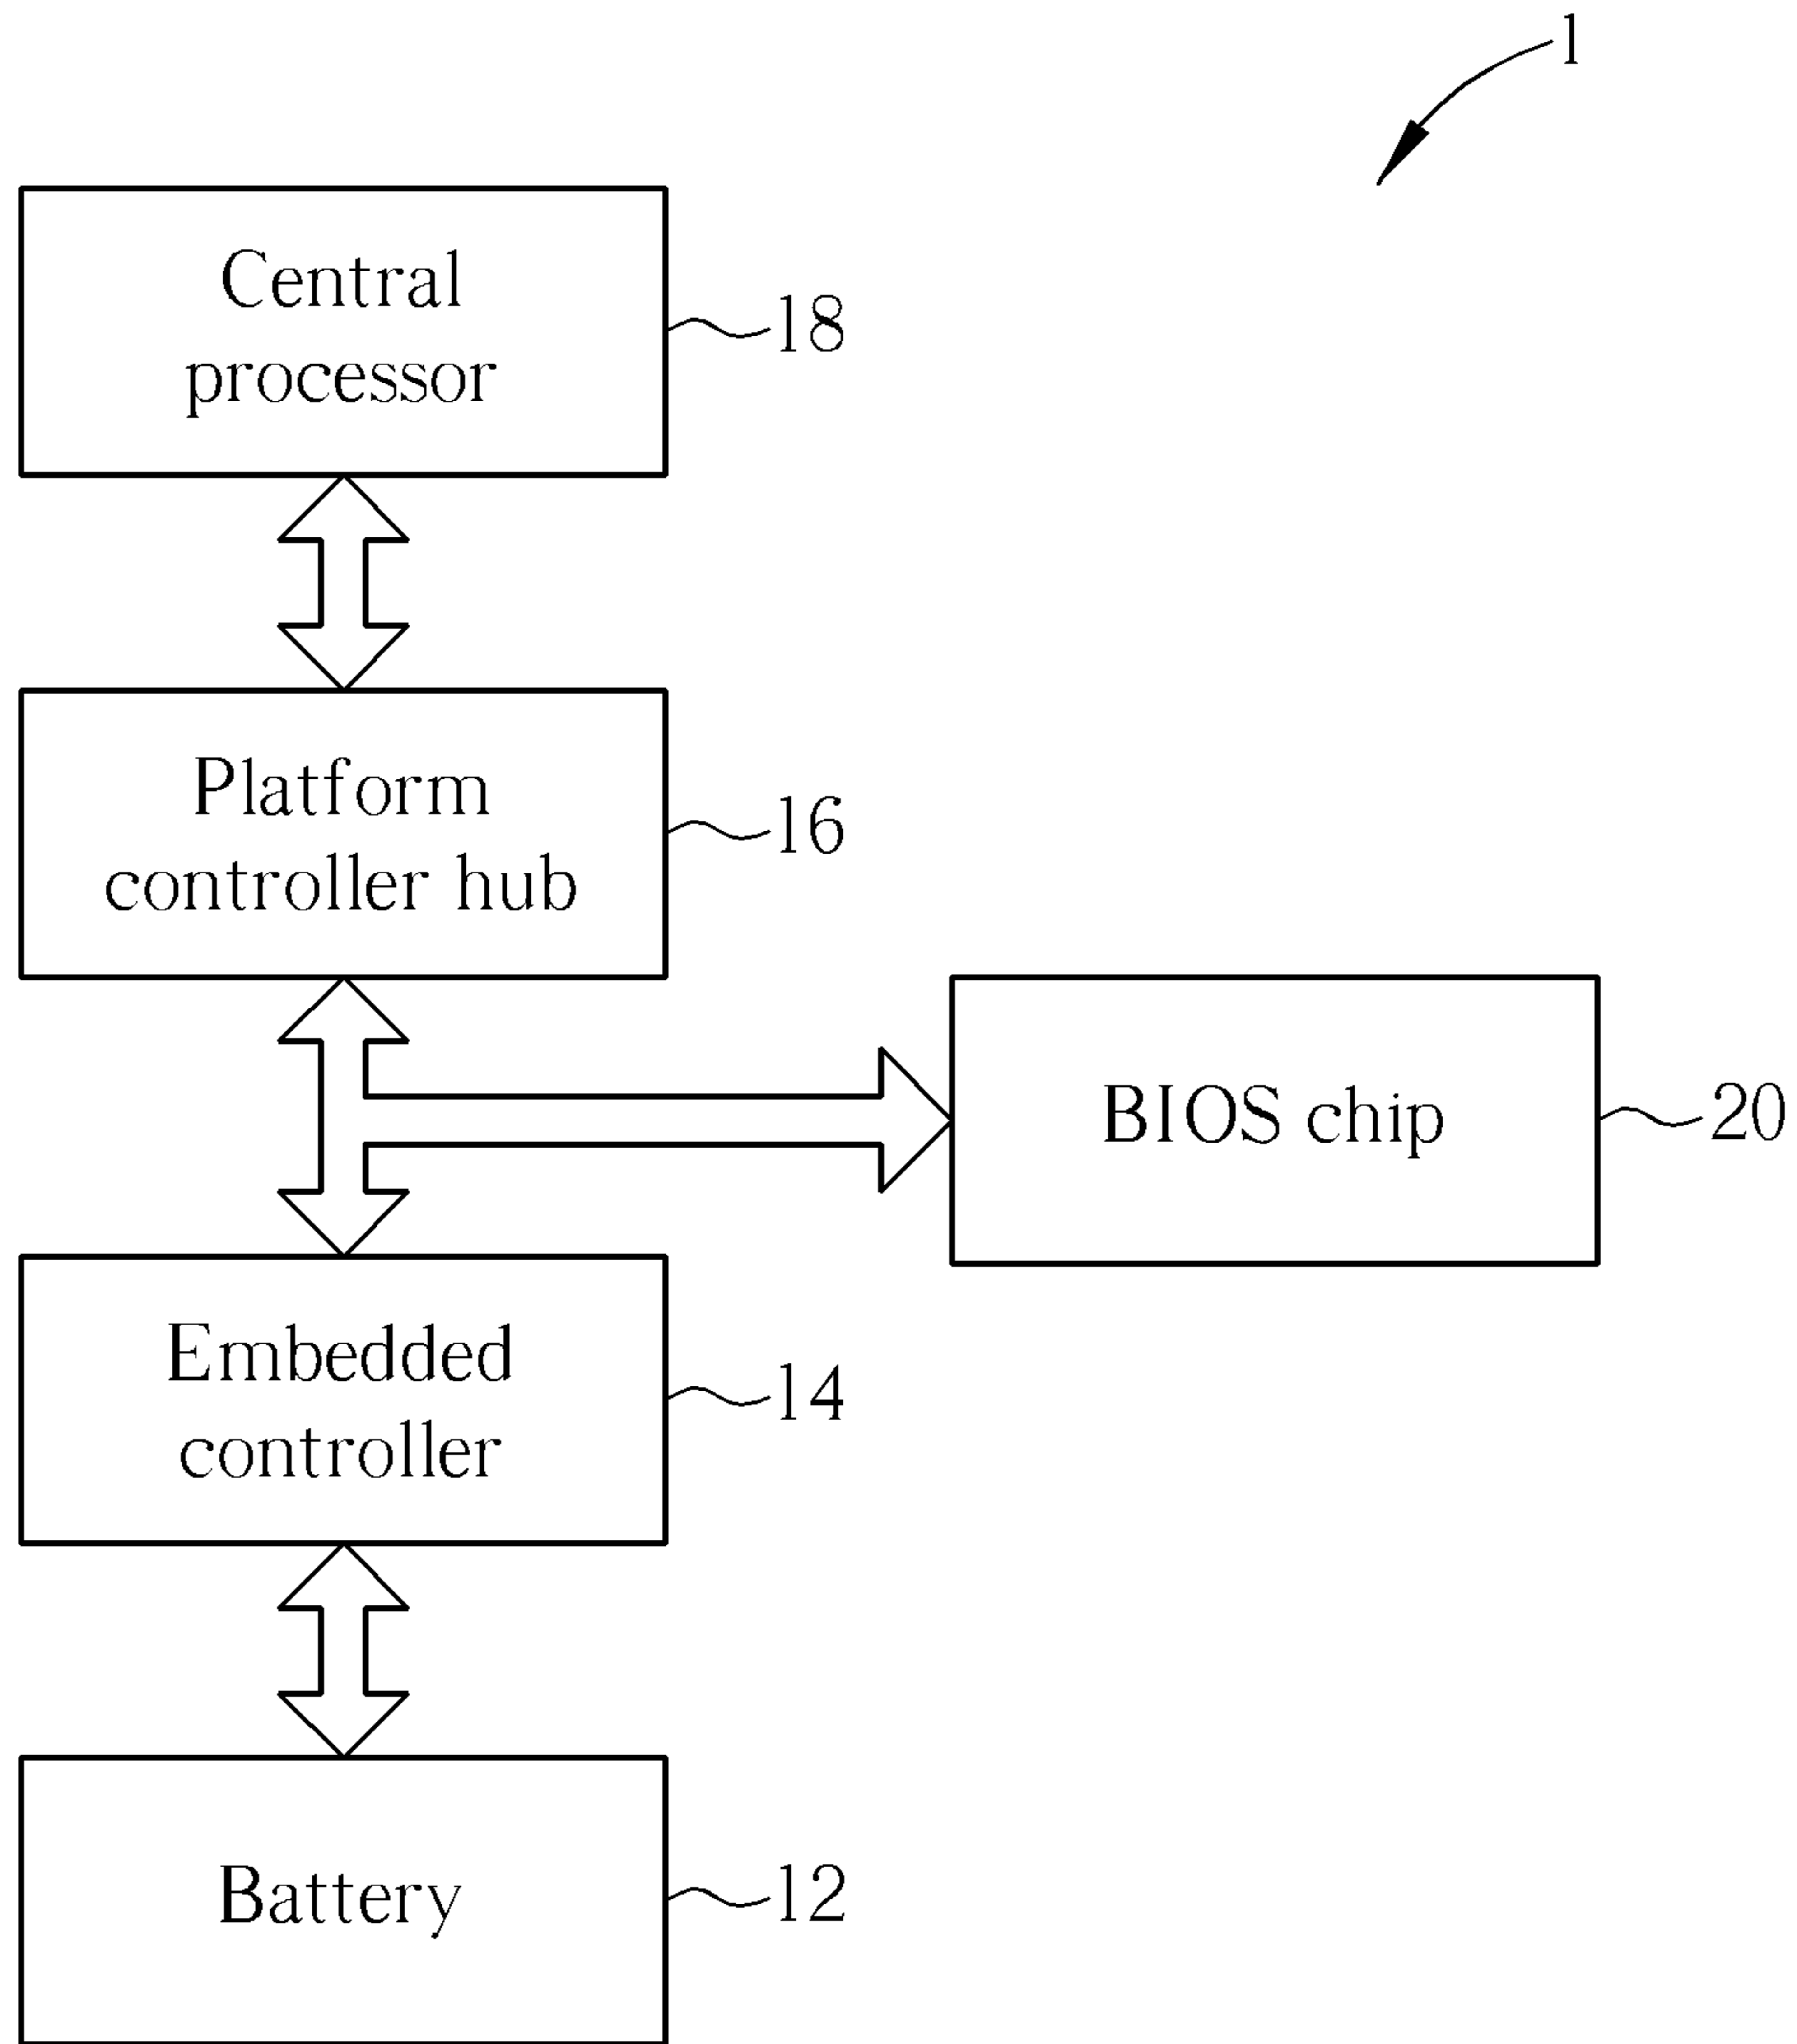 1
Central
processor
18
Platform
controller hub
16
BIOS chip
20
Embedded
controller
14
Battery
12